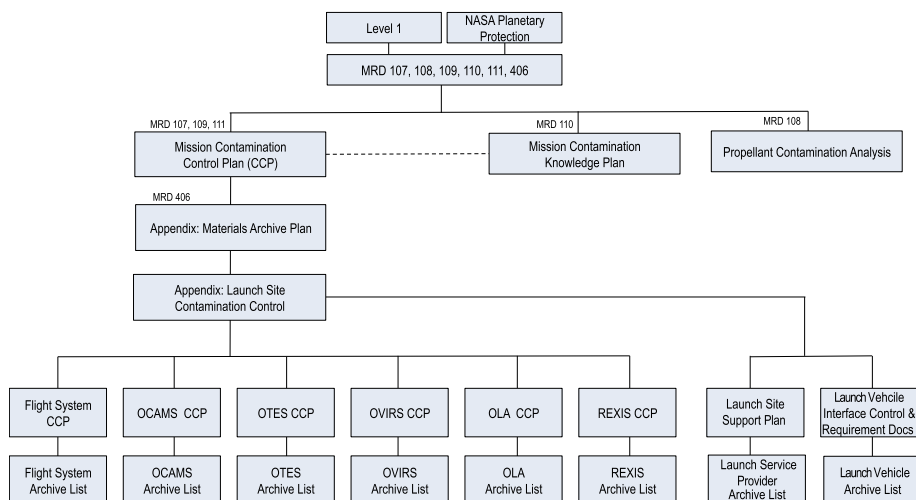 Level 1
NASA Planetary
Protection
MRD 107, 108, 109, 110, 111, 406
MRD 107, 109, 111
MRD 110
MRD 108
Mission Contamination
Control Plan (CCP)
Mission Contamination
Knowledge Plan
Propellant Contamination Analysis
MRD 406
Appendix: Materials Archive Plan
Appendix: Launch Site
Contamination Control
Flight System
CCP
OCAMS CCP
OTES CCP
OVIRS CCP
OLA CCP
REXIS CCP
Launch Site
Support Plan
Launch Vehcile
Interface Control &
Requirement Docs
Flight System
Archive List
OCAMS
Archive List
OTES
Archive List
OVIRS
Archive List
OLA
Archive List
REXIS
Archive List
Launch Service
Provider
Archive List
Launch Vehicle
Archive List